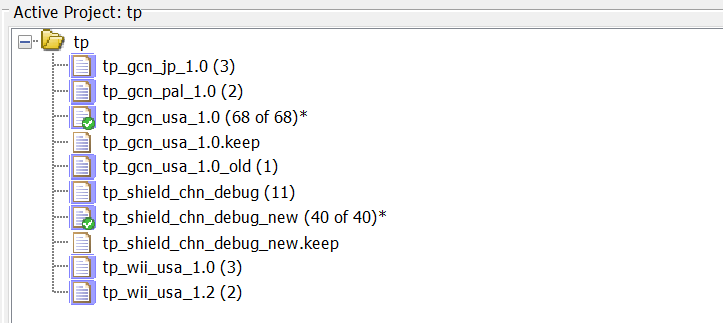 Active Project: tp
tp
tp_gcn_jp_1.0 (3)
tp_gcn_pal_1.0 (2)
tp_gcn_usa_1.0 (68 of 68)*
tp_gcn_usa_1.0.keep
tp_gcn_usa_1.0_old (1)
tp_shield_chn_debug (11)
tp_shield_chn_debug_new (40 of 40)*
tp_shield_chn_debug_new.keep
tp_wii_usa_1.0 (3)
tp_wii_usa_1.2 (2)